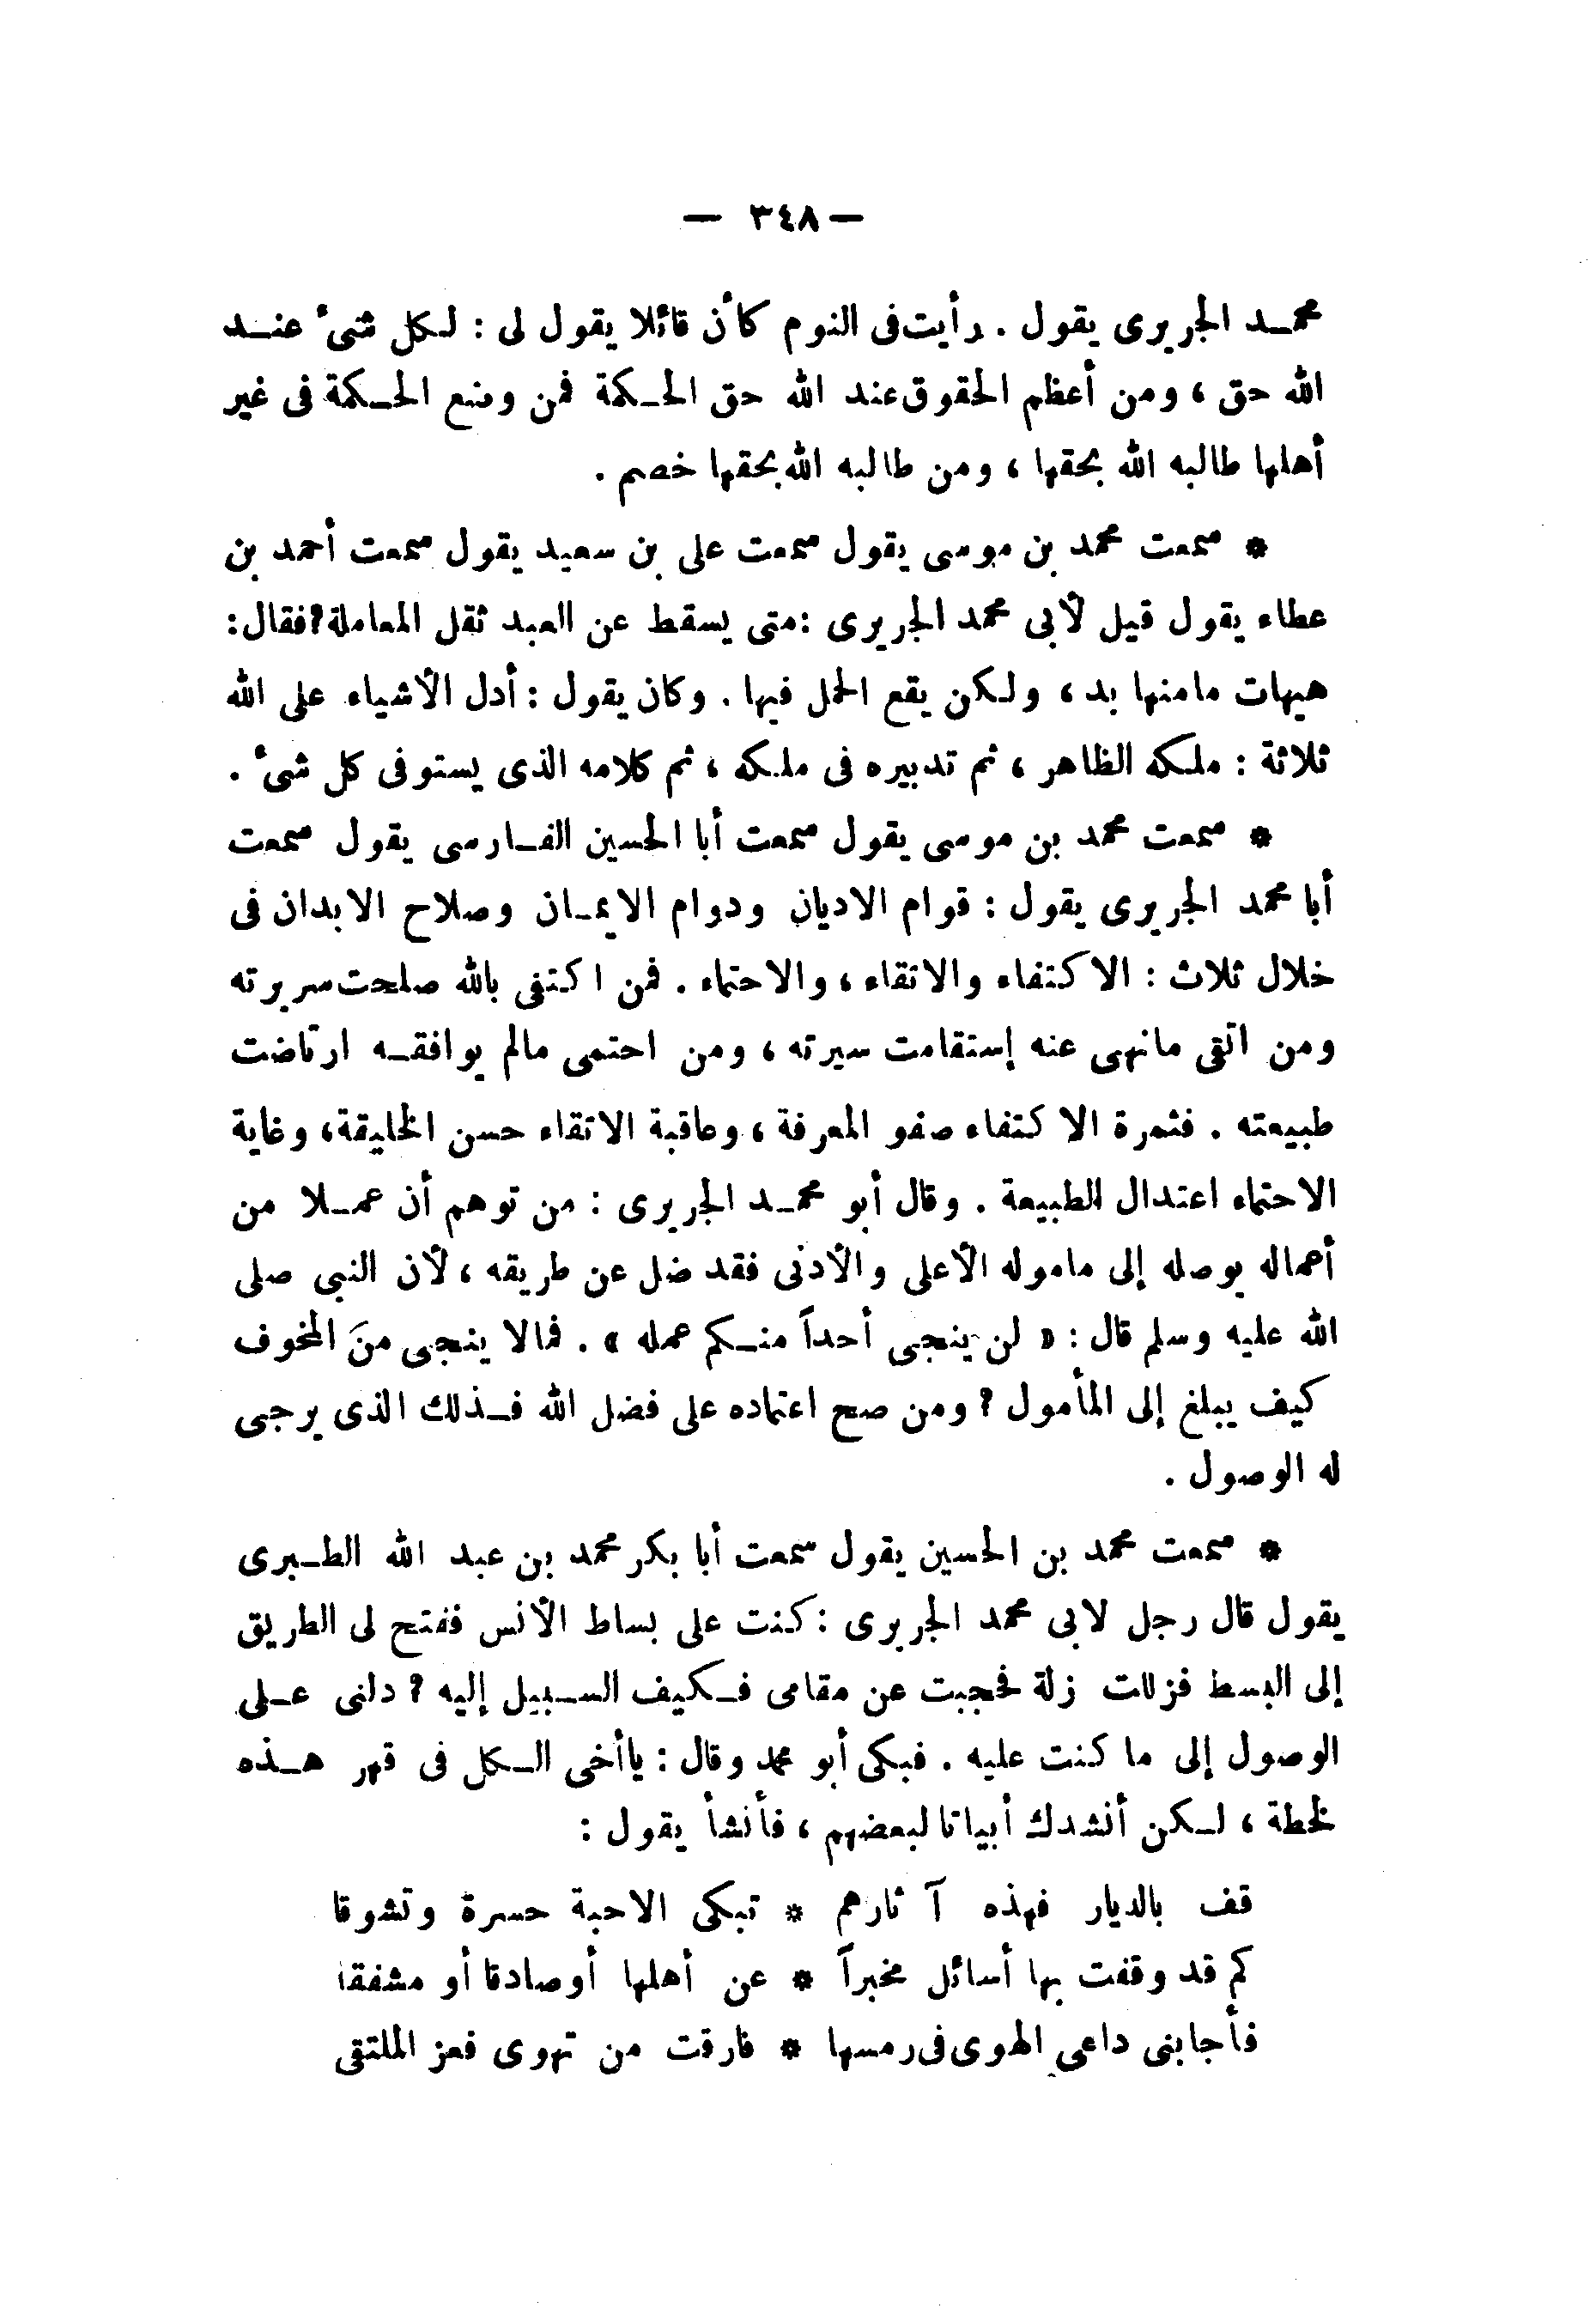 — ٣٤٨ —
محمد الجريرى يقول . رأيت فى النوم كأن قائلا يقول لى : لكل شىء عند
الله حق ، ومن أعظم الحقوق عند الله حق الحكمة فمن وضع الحكمة فى غير
أهلها طالبه الله بحقها ، ومن طالبه الله بحقها خصم .
* سمعت محمد بن موسى يقول سمعت على بن سعيد يقول سمعت أحمد بن
عطاء يقول قيل لأبى محمد الجريرى : متى يسقط عن العبد ثقل المعاملة ? فقال :
هيهات مامنها بد ، ولكن يقع الحمل فيها . وكان يقول : أدل الأشياء على الله
ثلاثة : ملكه الظاهر ، ثم تدبيره فى ملكه ، ثم كلامه الذى يستوفى كل شىء .
* سمعت محمد بن موسى يقول سمعت أبا الحسين الفارسى يقول سمعت
أبا محمد الجريرى يقول : قوام الاديان ودوام الايمان وصلاح الابدان فى
خلال ثلاث : الاكتفاء والاتقاء ، والاحتماء . فمن اكتفى بالله صلحت سريرته
ومن اتقى مانهى عنه إستقامت سيرته ، ومن احتمى مالم يوافقه ارتاضت
طبيعته . فثمرة الاكتفاء صفو المعرفة ، وعاقبة الاتقاء حسن الخليقة ، وغاية
الاحتماء اعتدال الطبيعة . وقال أبو محمد الجريرى : من توهم أن عملا من
أعماله يوصله إلى ماموله الأعلى والأدنى فقد ضل عن طريقه ، لأن النبى صلى
الله عليه وسلم قال : « لن ينجى أحداً منكم عمله » . فمالا ينجى منَ المخوف
كيف يبلغ إلى المأمول ? ومن صح اعتماده على فضل الله فذلك الذى يرجى
له الوصول .
* سمعت محمد بن الحسين يقول سمعت أبا بكر محمد بن عبد الله الطبرى
يقول قال رجل لابى محمد الجريرى : كنت على بساط الأنس ففتح لى الطريق
إلى البسط فزللت زلة فحجبت عن مقامى فكيف السبيل إليه ? دلنى على
الوصول إلى ما كنت عليه . فبكى أبو محمد وقال : ياأخى الكل فى قهر هذه
لخطة ، لكن أنشدك أبياتا لبعضهم ، فأنشأ يقول :
قف بالديار فهذه آثارهم * تبكى الاحبة حسرة وتشوقا
كم قد وقفت بها أسائل مخبراً * عن أهلها أو صادقا أو مشفقا
فأجابنى داعى الهوى فى رمسها * فارقت من تهوى فعز الملتقى